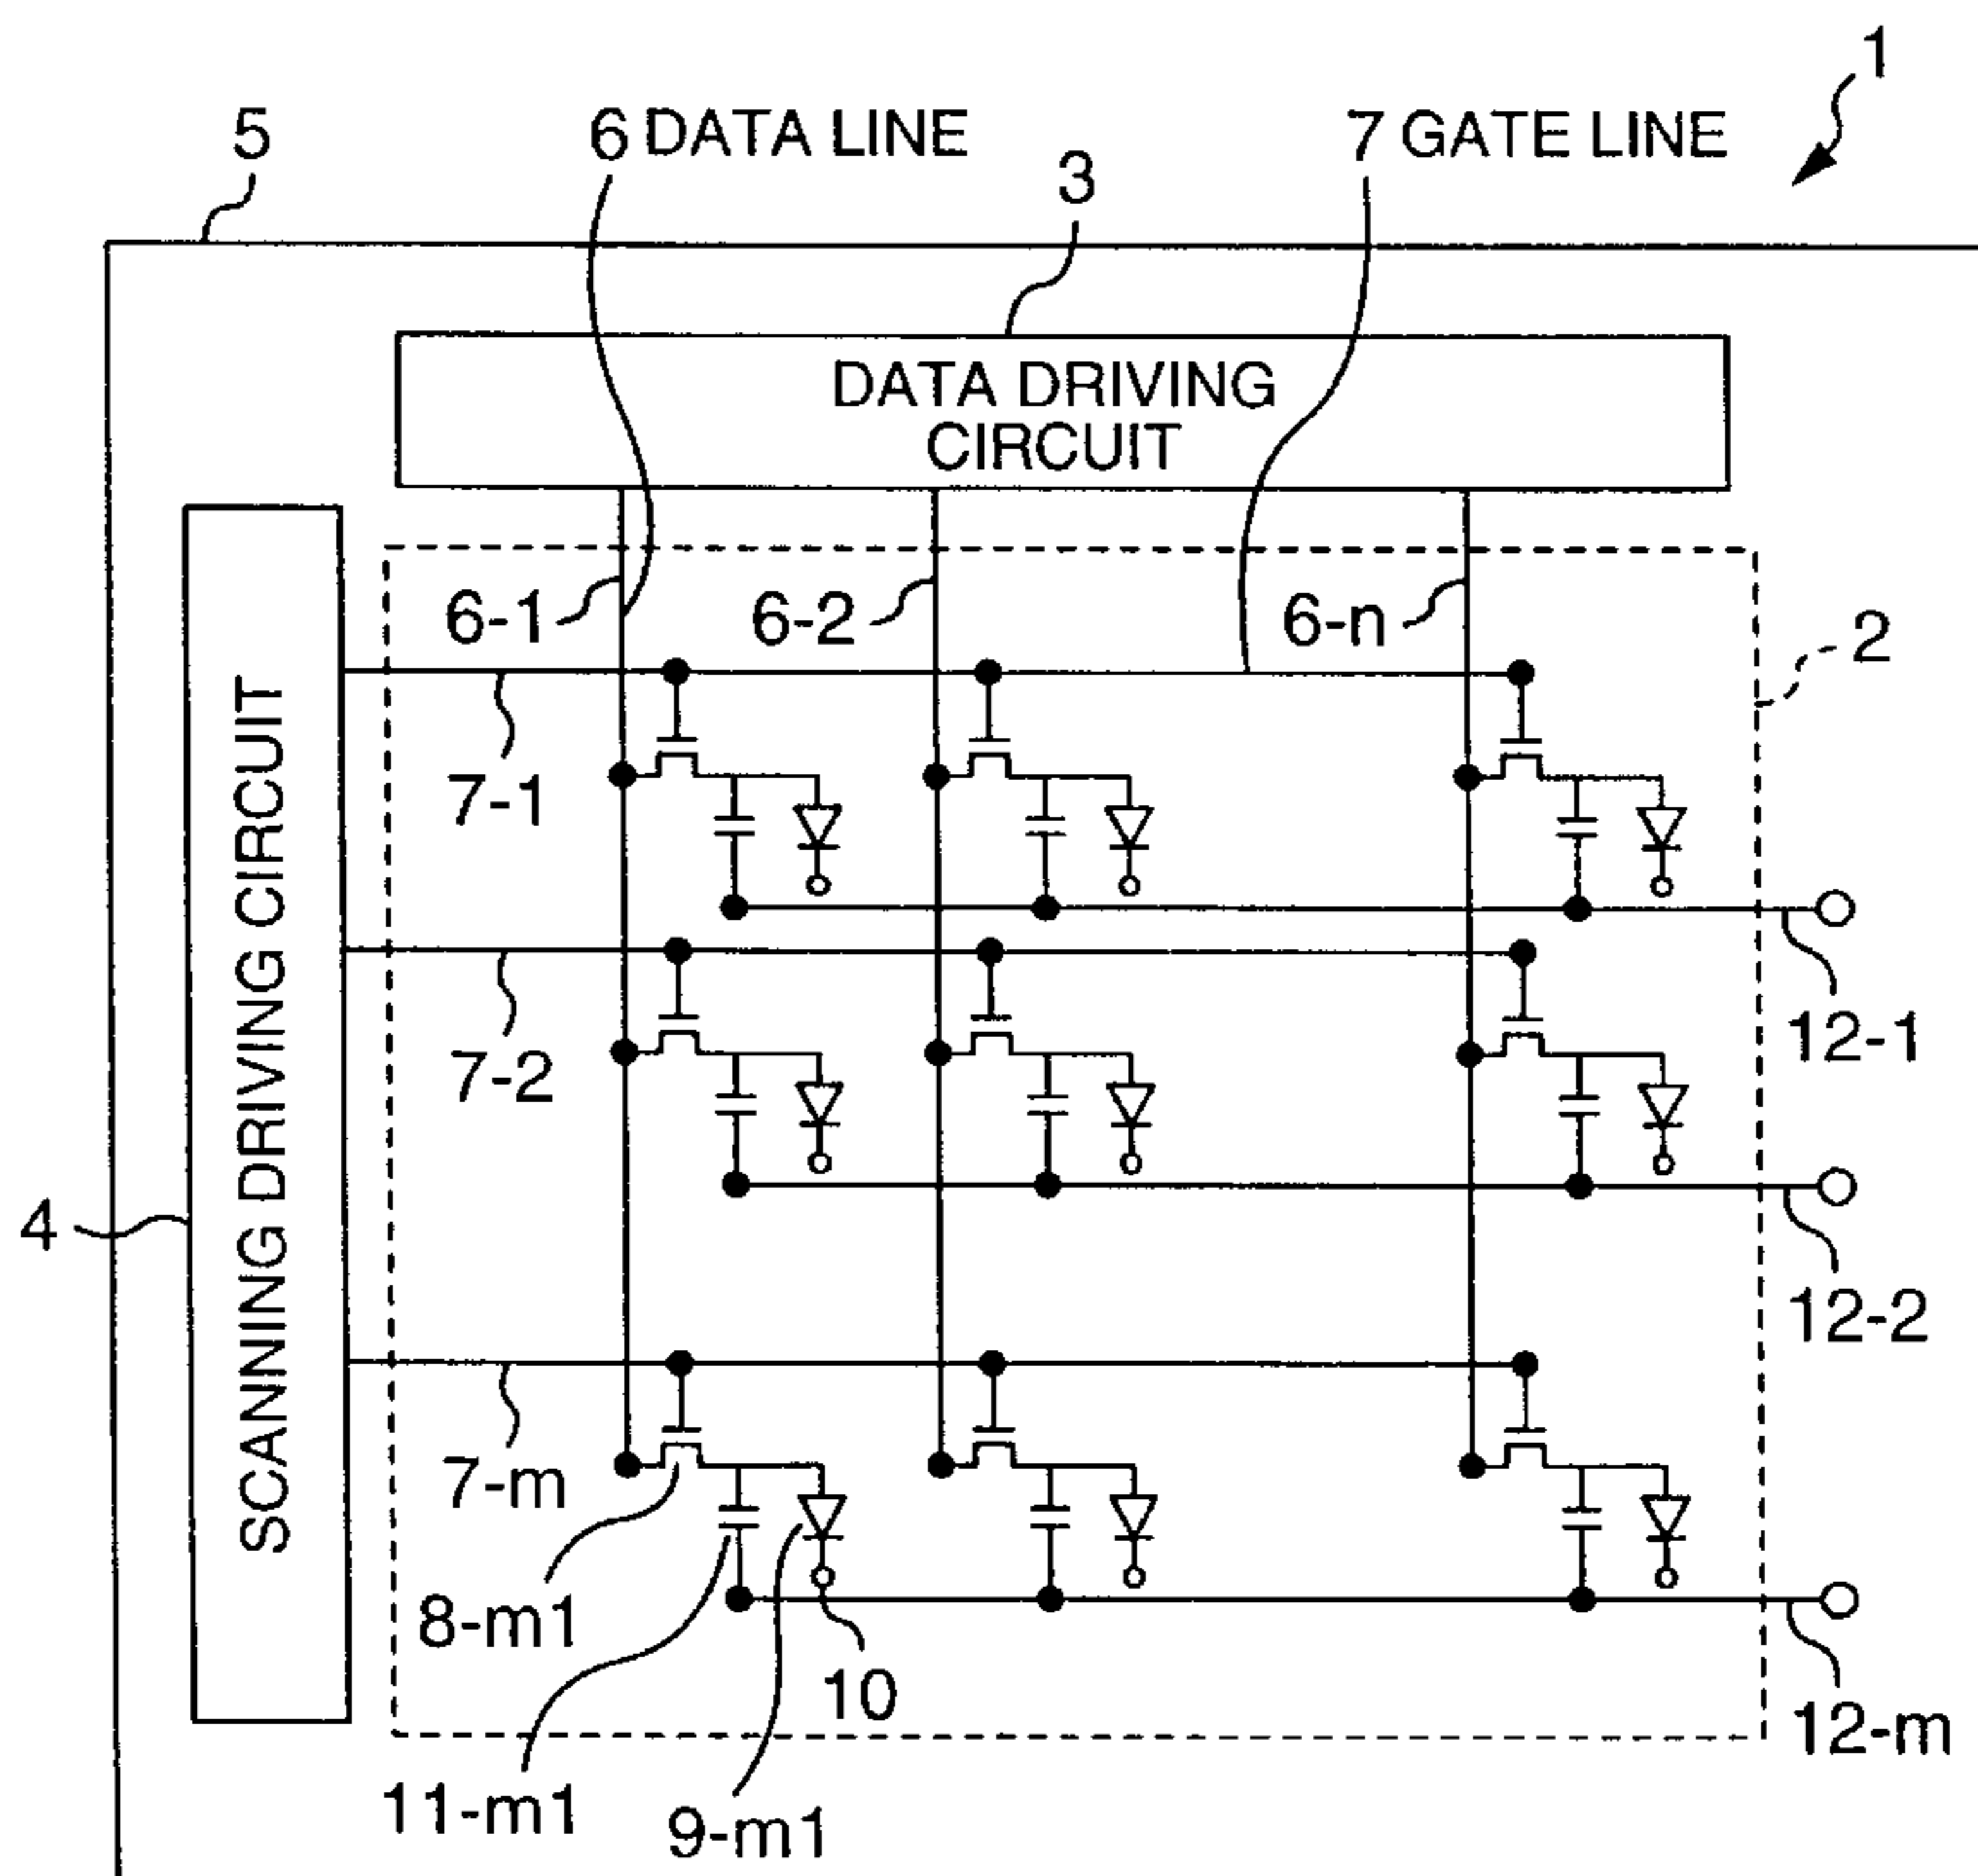 1
5
6 DATA LINE
7 GATE LINE
3
DATA DRIVING
CIRCUIT
6-1
6-2
6-n
2
7-1
12-1
7-2
12-2
SCANNING DRIVING CIRCUIT
4
7-m
8-m1
10
12-m
11-m1
9-m1